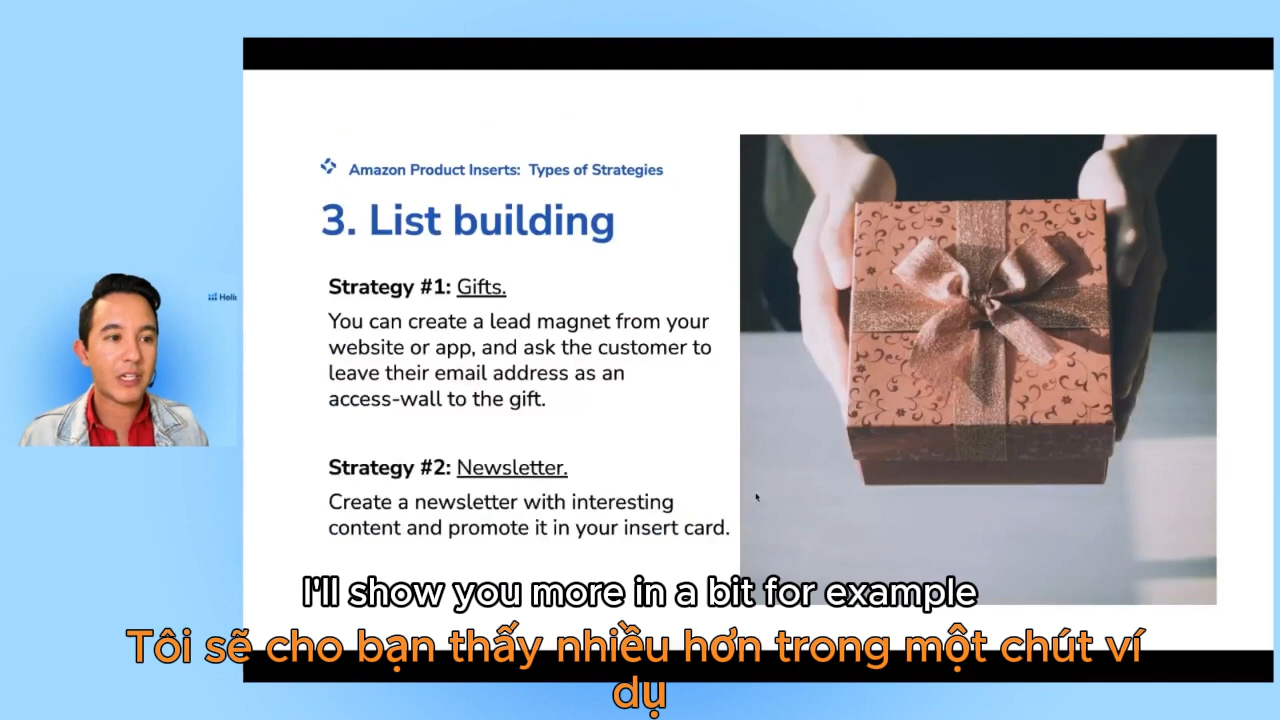 Amazon Product Inserts: Types of Strategies
3. List building
Strategy #1: Gifts.
You can create a lead magnet from your
website or app, and ask the customer to
leave their email address as an
access-wall to the gift.
Strategy #2: Newsletter.
Create a newsletter with interesting
content and promote it in your insert card.
I'll show you more in a bit for example
Tôi sẽ cho bạn thấy nhiều hơn trong một chút ví
dụ